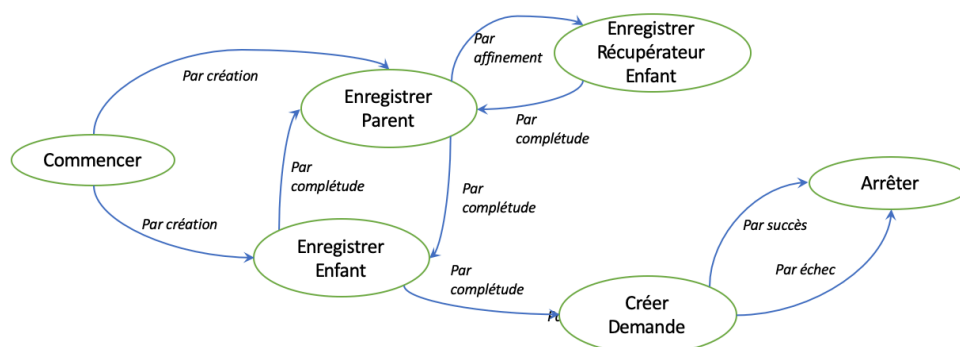 Par
affinement
Enregistrer
Récupérateur
Enfant
Par création
Enregistrer
Parent
Par
complétude
Commencer
Par
complétude
Par
complétude
Arrêter
Par création
Enregistrer
Enfant
Par succès
Par
complétude
Par échec
Créer
Demande